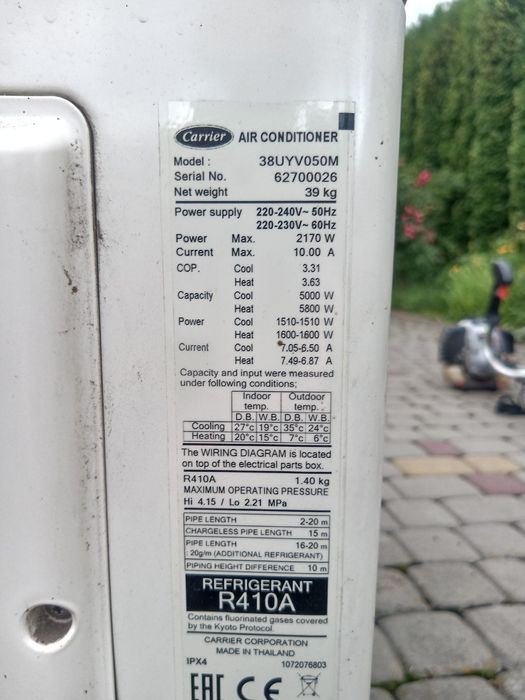 Carrier AIR CONDITIONER
Model : 38UYV050M
Serial No. 62700026
Net weight 39 kg
Power supply 220-240V~ 50Hz
220-230V~ 60Hz
Power Max. 2170 W
Current Max. 10.00 A
COP. Cool 3.31
Heat 3.63
Capacity Cool 5000 W
Heat 5800 W
Power Cool 1510-1510 W
Heat 1600-1600 W
Current Cool 7.05-6.50 A
Heat 7.49-6.87 A
Capacity and input were measured
under following conditions;
Indoor temp. Outdoor temp.
D.B. W.B. D.B. W.B.
Cooling 27°c 19°c 35°c 24°c
Heating 20°c 15°c 7°c 6°c
The WIRING DIAGRAM is located
on top of the electrical parts box.
R410A 1.40 kg
MAXIMUM OPERATING PRESSURE
Hi 4.15 / Lo 2.21 MPa
PIPE LENGTH 2-20 m
CHARGELESS PIPE LENGTH 15 m
PIPE LENGTH 16-20 m
: 20g/m (ADDITIONAL REFRIGERANT)
PIPING HEIGHT DIFFERENCE 10 m
REFRIGERANT
R410A
Contains fluorinated gases covered
by the Kyoto Protocol
CARRIER CORPORATION
MADE IN THAILAND
IPX4 1072076803
EAC CE